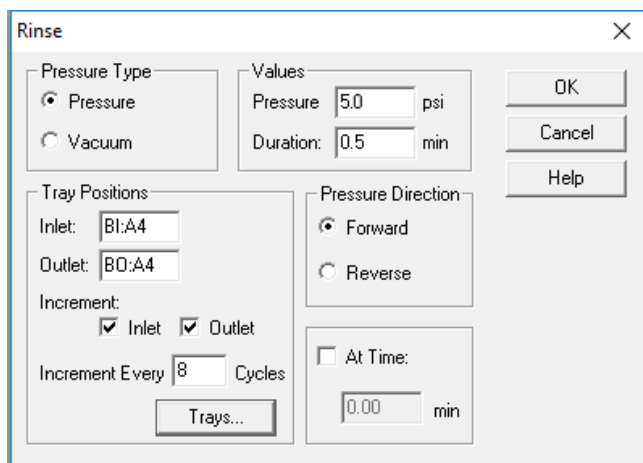 Rinse
Pressure Type
Pressure
Vacuum
Values
Pressure 5.0 psi
Duration: 0.5 min
OK
Cancel
Help
Tray Positions
Inlet: BI:A4
Outlet: BO:A4
Increment:
Inlet Outlet
Increment Every 8 Cycles
Trays...
Pressure Direction
Forward
Reverse
At Time:
0.00 min